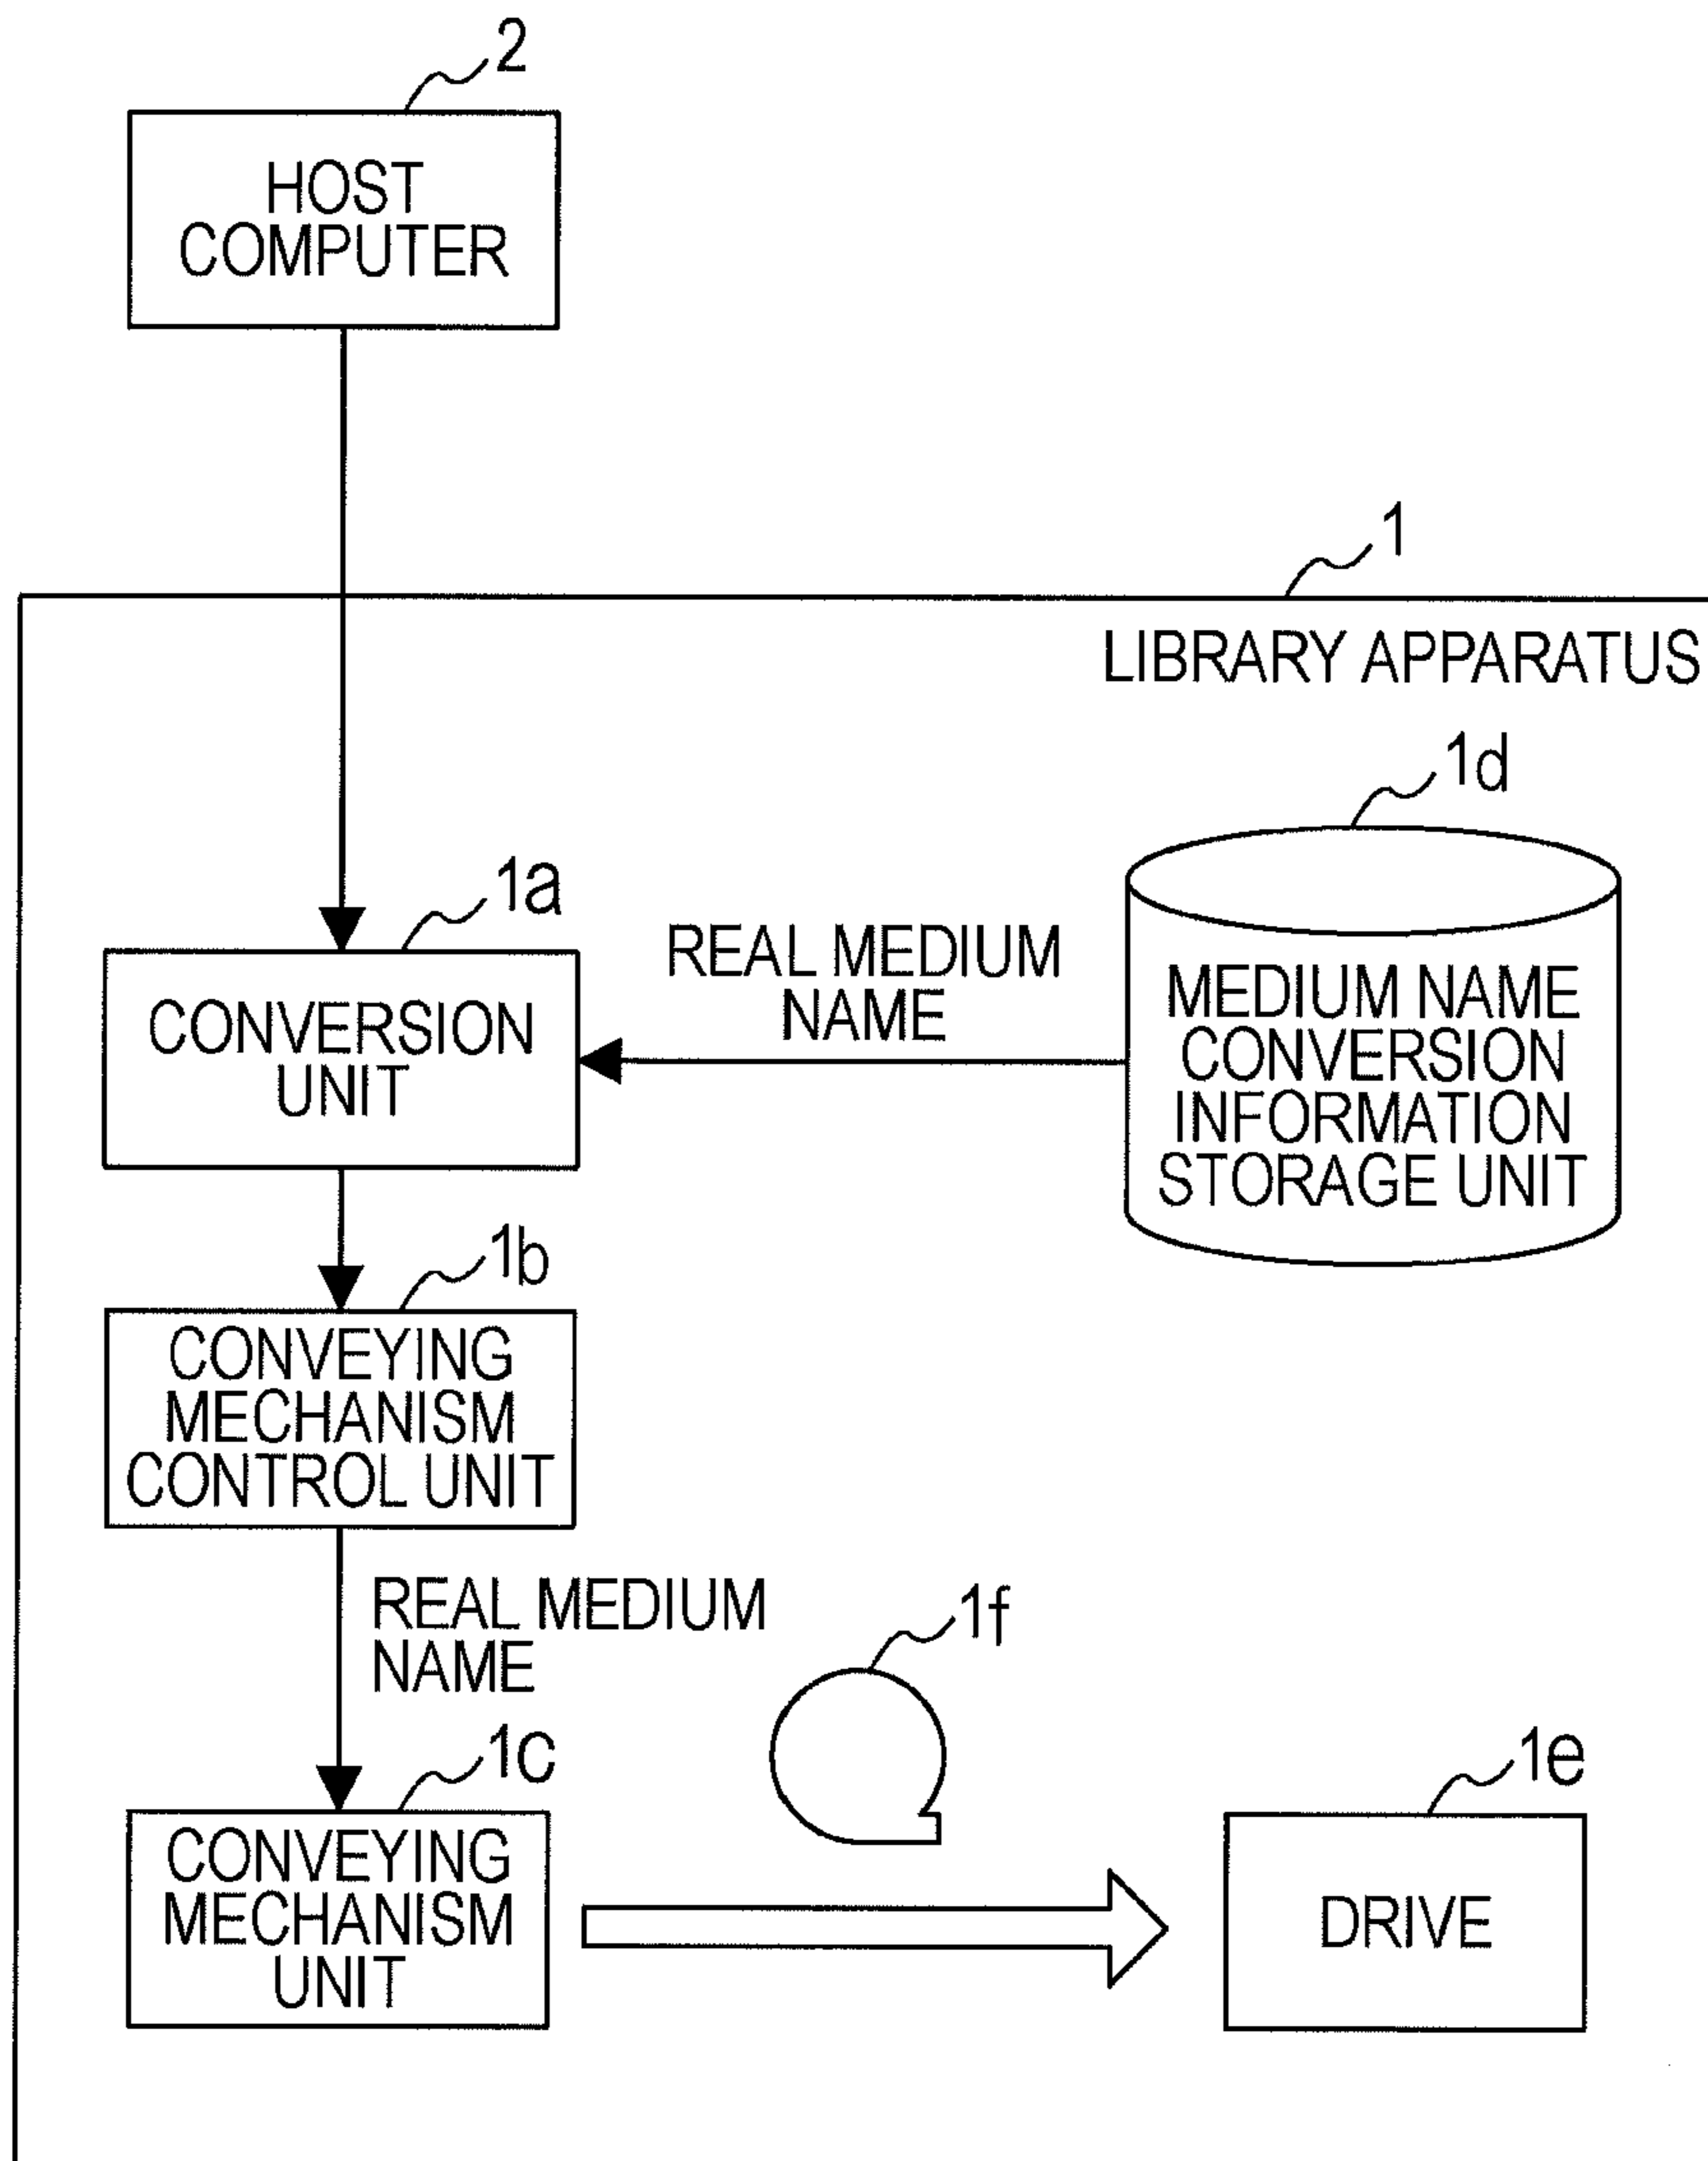 2
HOST
COMPUTER
1
LIBRARY APPARATUS
1d
1a
REAL MEDIUM
NAME
CONVERSION
UNIT
MEDIUM NAME
CONVERSION
INFORMATION
STORAGE UNIT
1b
CONVEYING
MECHANISM
CONTROL UNIT
REAL MEDIUM
NAME
1f
1c
1e
CONVEYING
MECHANISM
UNIT
DRIVE